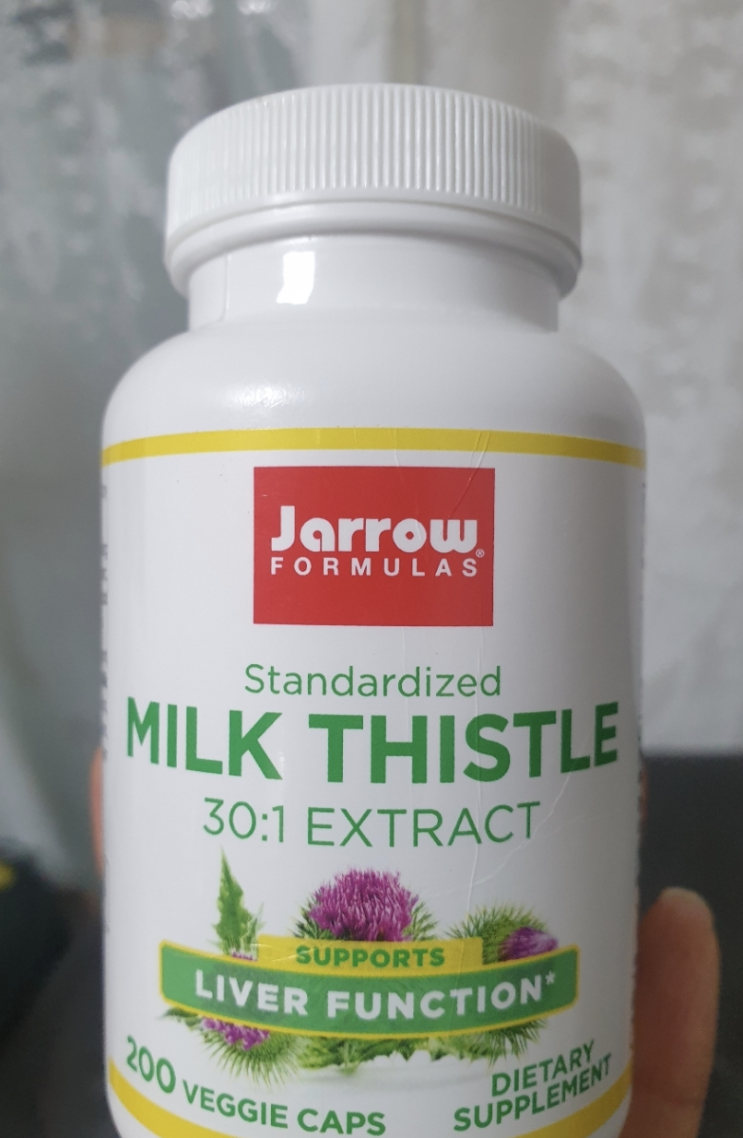 Jarrow®
FORMULAS
Standardized
MILK THISTLE
30:1 EXTRACT
SUPPORTS
LIVER FUNCTION*
200 VEGGIE CAPS
DIETARY
SUPPLEMENT